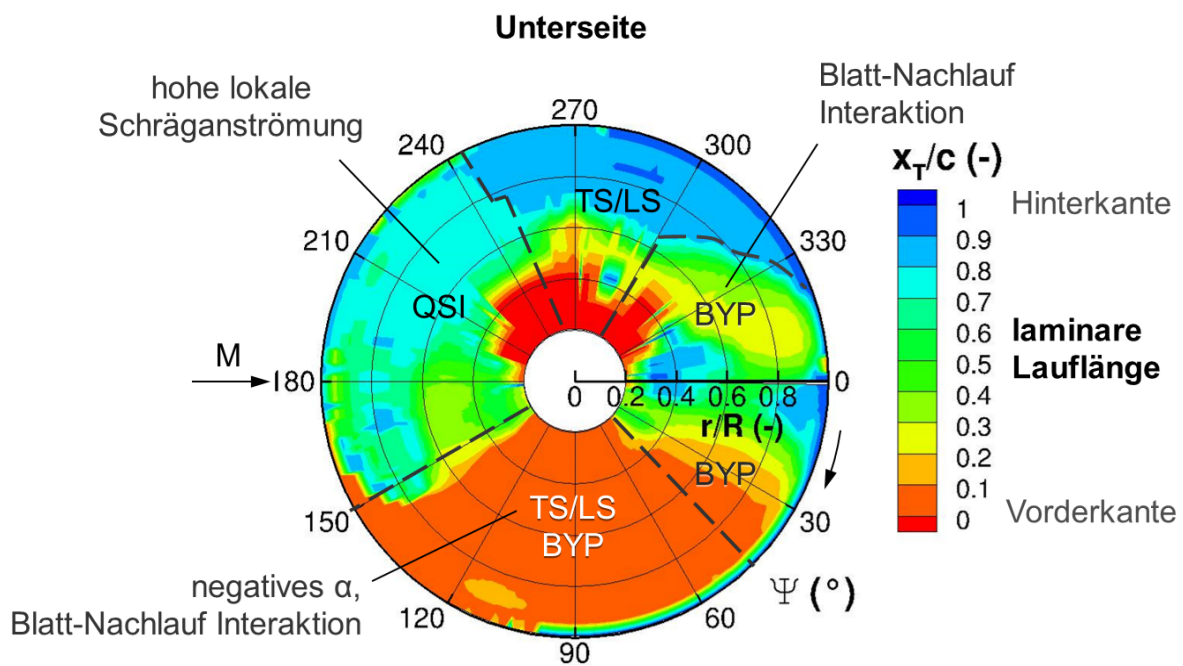 Unterseite
hohe lokale
Schräganströmung
Blatt-Nachlauf
Interaktion
270
240
300
210
330
180
0
150
30
120
60
90
TS/LS
QSI
BYP
M
0 0.2 0.4 0.6 0.8
r/R (-)
BYP
TS/LS
BYP
Ψ (°)
negatives α,
Blatt-Nachlauf Interaktion
x_T/c (-)
1
0.9
0.8
0.7
0.6
0.5
0.4
0.3
0.2
0.1
0
Hinterkante
laminare
Lauflänge
Vorderkante